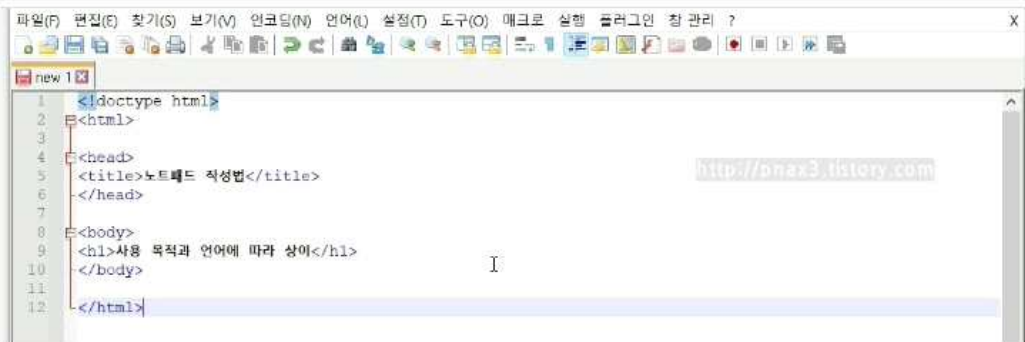 파일(F) 편집(E) 찾기(S) 보기(V) 인코딩(N) 언어(L) 설정(T) 도구(O) 매크로 실행 플러그인 창 관리 ? X
new 1
1 <!doctype html>
2 <html>
3
4 <head>
5 <title>노트패드 작성법</title>
6 </head>
7
8 <body>
9 <h1>사용 목적과 언어에 따라 상이</h1>
10 </body>
11
12 </html>
http://pnax3.tistory.com